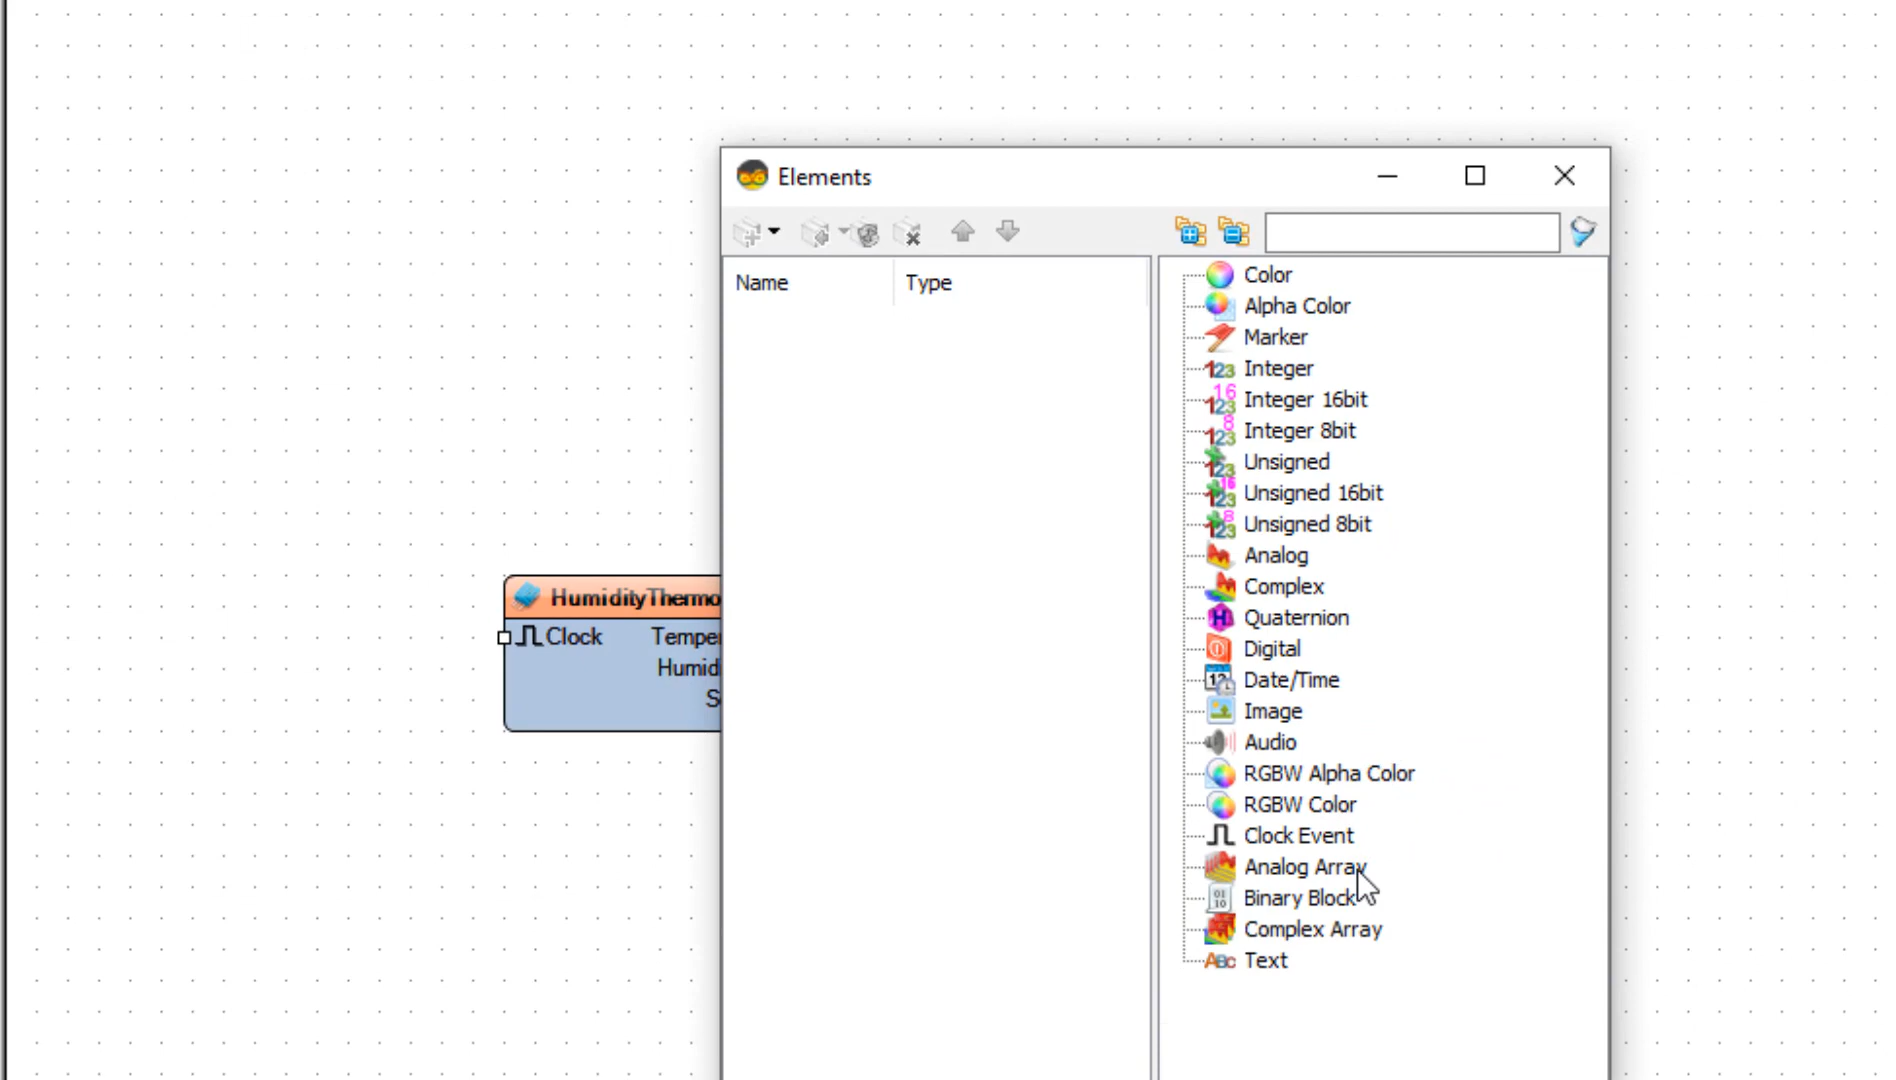 Elements
Name Type
Color
Alpha Color
Marker
Integer
Integer 16bit
Integer 8bit
Unsigned
Unsigned 16bit
Unsigned 8bit
Analog
Complex
Quaternion
Digital
Date/Time
Image
Audio
RGBW Alpha Color
RGBW Color
Clock Event
Analog Array
Binary Block
Complex Array
Text
HumidityThermo
Clock Temper
Humid
S